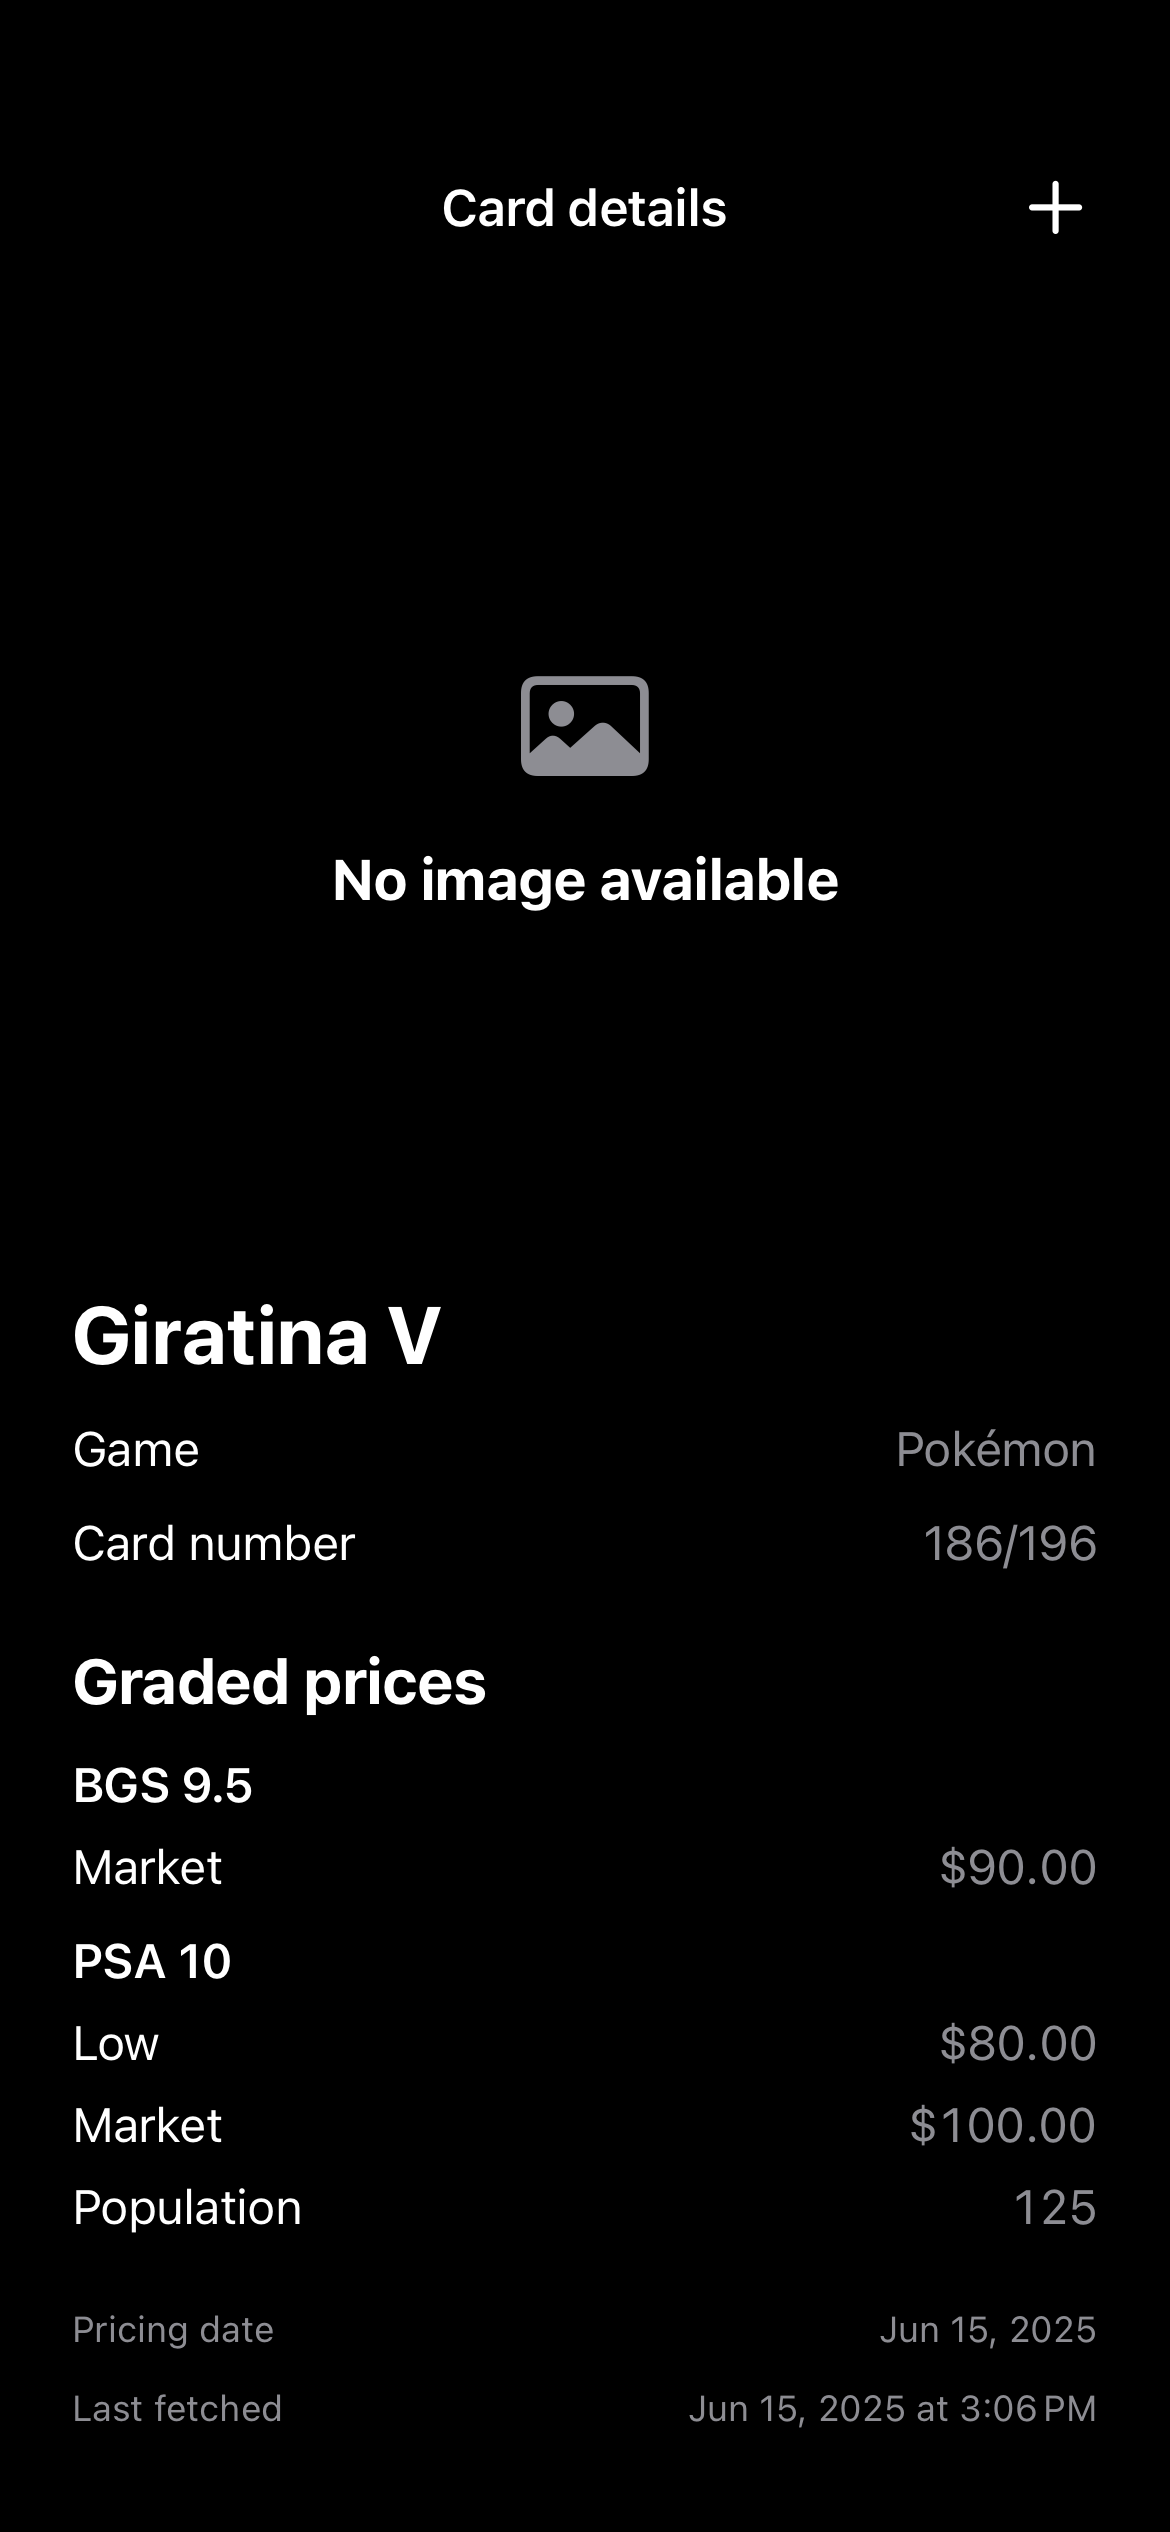 Card details
No image available
Giratina V
Game Pokémon
Card number 186/196
Graded prices
BGS 9.5
Market $90.00
PSA 10
Low $80.00
Market $100.00
Population 125
Pricing date Jun 15, 2025
Last fetched Jun 15, 2025 at 3:06 PM